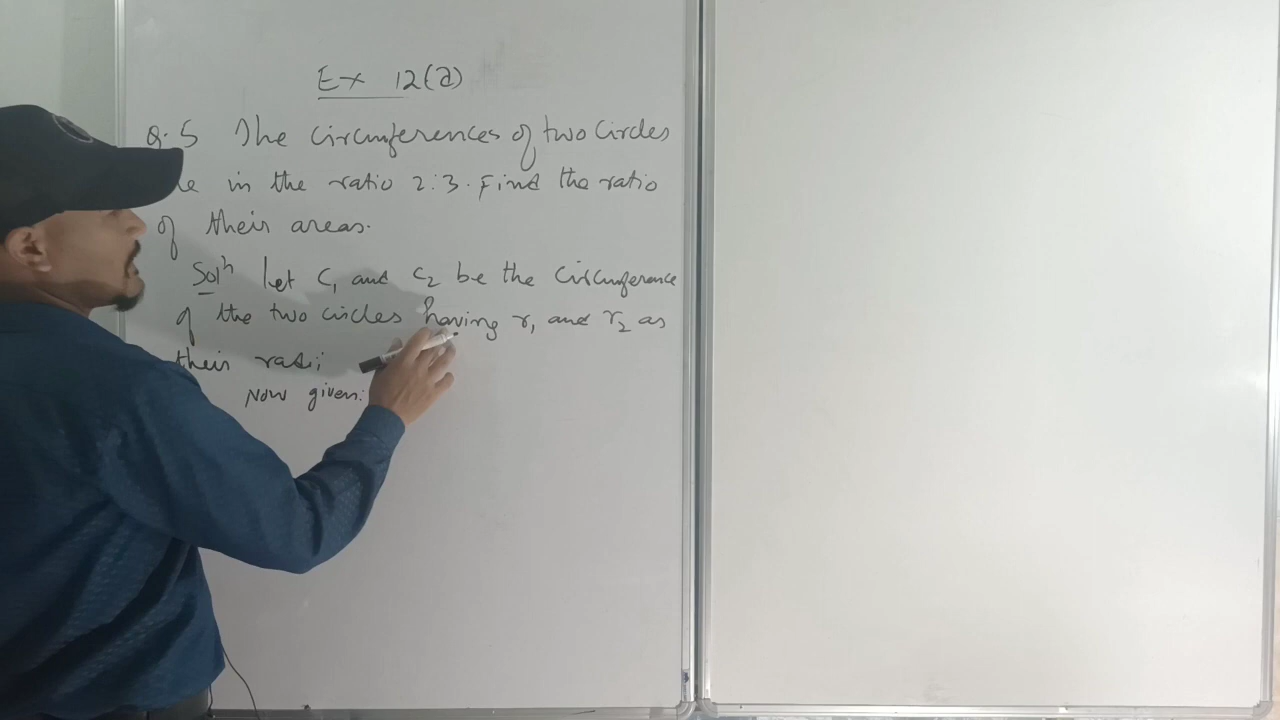 Ex 12(a)
Q.5 The circumferences of two circles
in the ratio 2:3. Find the ratio
of their areas.
Solⁿ Let C₁ and C₂ be the circumference
of the two circles having r₁ and r₂ as
their radii
Now given: